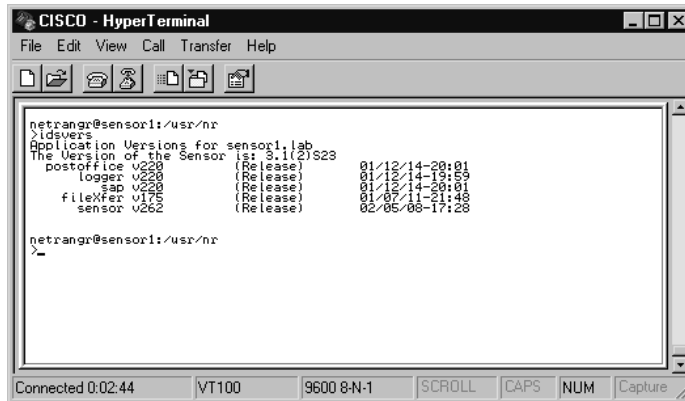 CISCO - HyperTerminal
File Edit View Call Transfer Help
netrangr@sensor1:/usr/nr
>idsvers
Application Versions for sensor1.lab
The Version of the Sensor is: 3.1(2)S23
postoffice v220 (Release) 01/12/14-20:01
logger v220 (Release) 01/12/14-19:59
sap v220 (Release) 01/12/14-20:01
fileXfer v175 (Release) 01/07/11-21:48
sensor v262 (Release) 02/05/08-17:28
netrangr@sensor1:/usr/nr
>_
Connected 0:02:44 VT100 9600 8-N-1 SCROLL CAPS NUM Capture